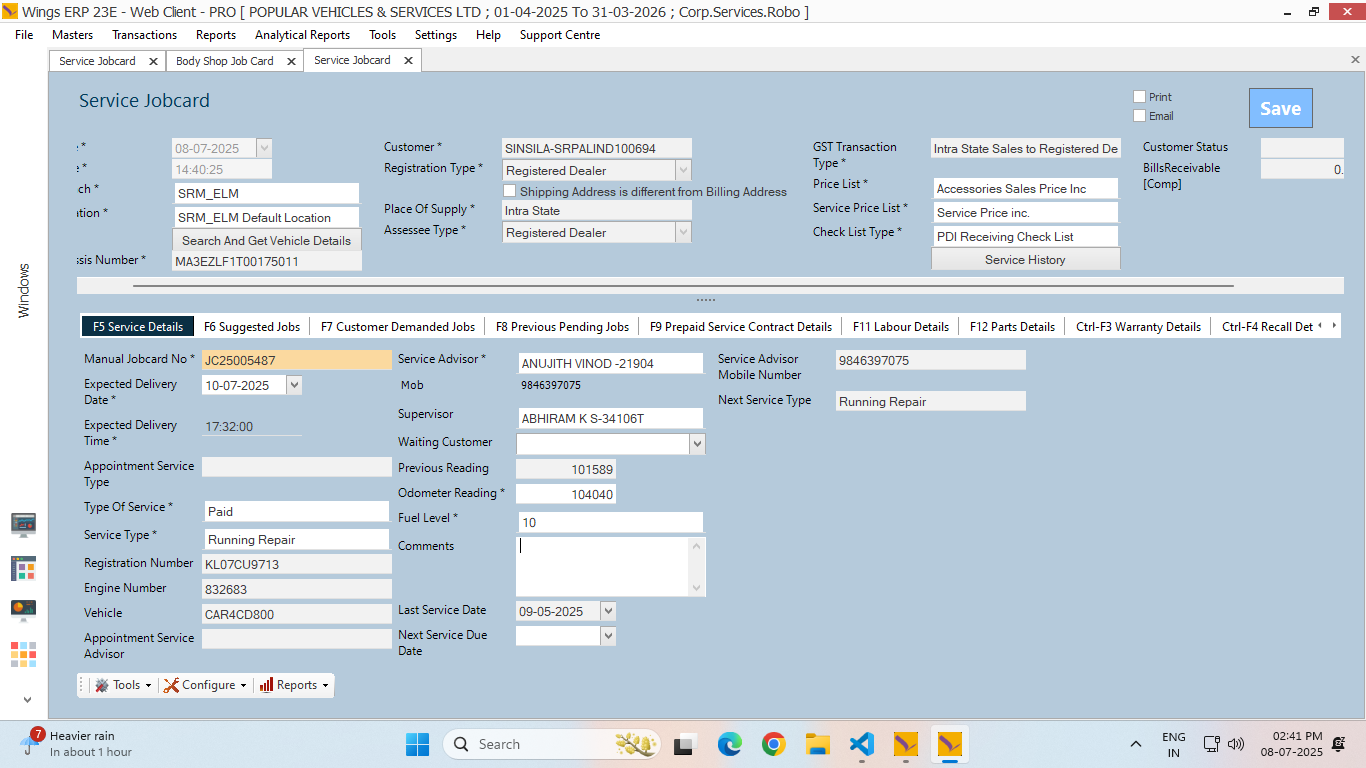 Wings ERP 23E - Web Client - PRO [ POPULAR VEHICLES & SERVICES LTD ; 01-04-2025 To 31-03-2026 ; Corp.Services.Robo ]
File Masters Transactions Reports Analytical Reports Tools Settings Help Support Centre
Service Jobcard Body Shop Job Card Service Jobcard
Windows
Service Jobcard
Print
Email
Save
e * 08-07-2025
e * 14:40:25
ch * SRM_ELM
ation * SRM_ELM Default Location
Search And Get Vehicle Details
sis Number * MA3EZLF1T00175011
Customer * SINSILA-SRPALIND100694
Registration Type * Registered Dealer
Shipping Address is different from Billing Address
Place Of Supply * Intra State
Assessee Type * Registered Dealer
GST Transaction Type * Intra State Sales to Registered De
Price List * Accessories Sales Price Inc
Service Price List * Service Price inc.
Check List Type * PDI Receiving Check List
Service History
Customer Status
BillsReceivable [Comp] 0.
F5 Service Details F6 Suggested Jobs F7 Customer Demanded Jobs F8 Previous Pending Jobs F9 Prepaid Service Contract Details F11 Labour Details F12 Parts Details Ctrl-F3 Warranty Details Ctrl-F4 Recall Det
Manual Jobcard No * JC25005487
Expected Delivery Date * 10-07-2025
Expected Delivery Time * 17:32:00
Appointment Service Type
Type Of Service * Paid
Service Type * Running Repair
Registration Number KL07CU9713
Engine Number 832683
Vehicle CAR4CD800
Appointment Service Advisor
Service Advisor * ANUJITH VINOD -21904
Mob 9846397075
Supervisor ABHIRAM K S-34106T
Waiting Customer
Previous Reading 101589
Odometer Reading * 104040
Fuel Level * 10
Comments
Last Service Date 09-05-2025
Next Service Due Date
Service Advisor Mobile Number 9846397075
Next Service Type Running Repair
Tools Configure Reports
7
Heavier rain
In about 1 hour
Search
ENG
IN
02:41 PM
08-07-2025